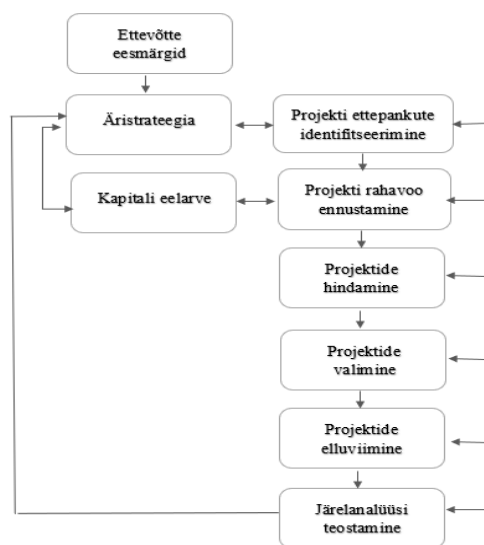 Ettevõtte
eesmärgid
Äristrateegia
Projekti ettepankute
identifitseerimine
Kapitali eelarve
Projekti rahavoo
ennustamine
Projektide
hindamine
Projektide
valimine
Projektide
elluviimine
Järelanalüüsi
teostamine